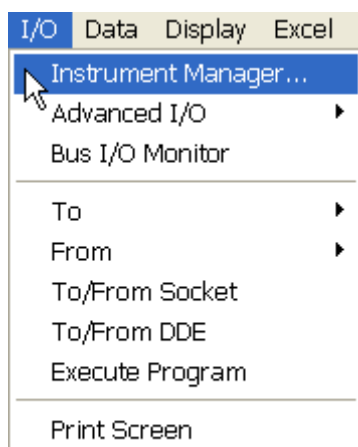 I/O Data Display Excel
Instrument Manager...
Advanced I/O
Bus I/O Monitor
To
From
To/From Socket
To/From DDE
Execute Program
Print Screen